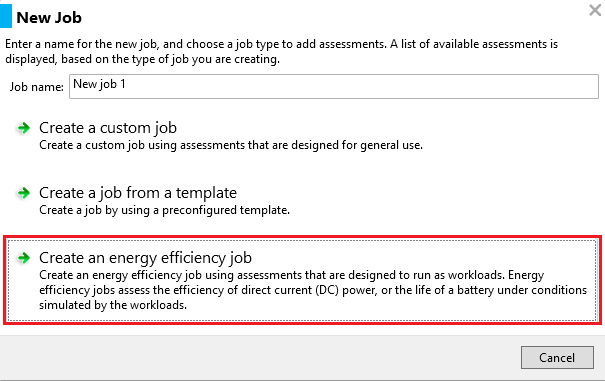 New Job
Enter a name for the new job, and choose a job type to add assessments. A list of available assessments is
displayed, based on the type of job you are creating.
Job name: New job 1
Create a custom job
Create a custom job using assessments that are designed for general use.
Create a job from a template
Create a job by using a preconfigured template.
Create an energy efficiency job
Create an energy efficiency job using assessments that are designed to run as workloads. Energy
efficiency jobs assess the efficiency of direct current (DC) power, or the life of a battery under conditions
simulated by the workloads.
Cancel